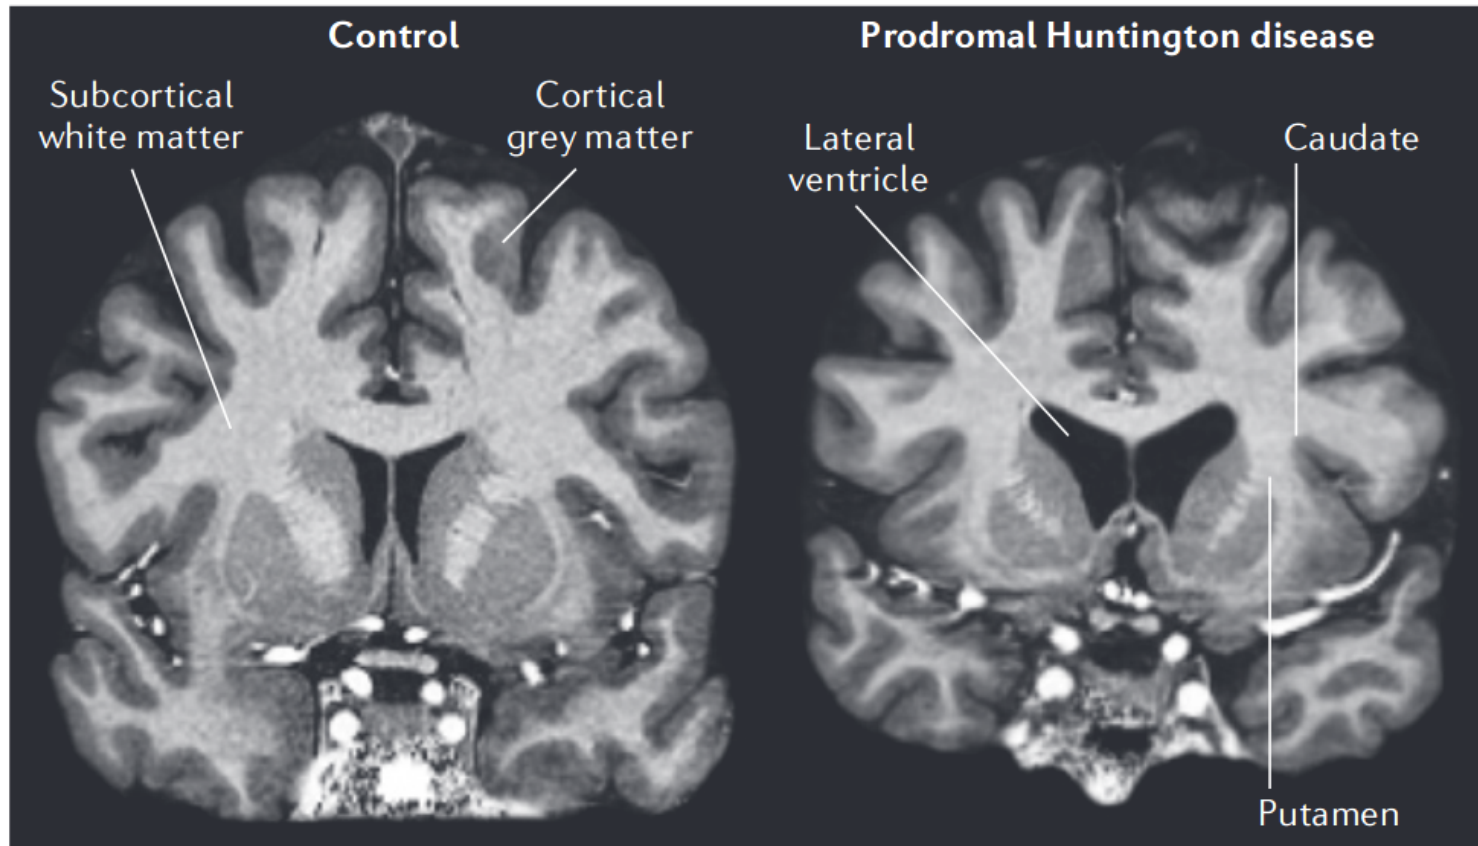 Control
Subcortical
white matter
Cortical
grey matter
Prodromal Huntington disease
Lateral
ventricle
Caudate
Putamen